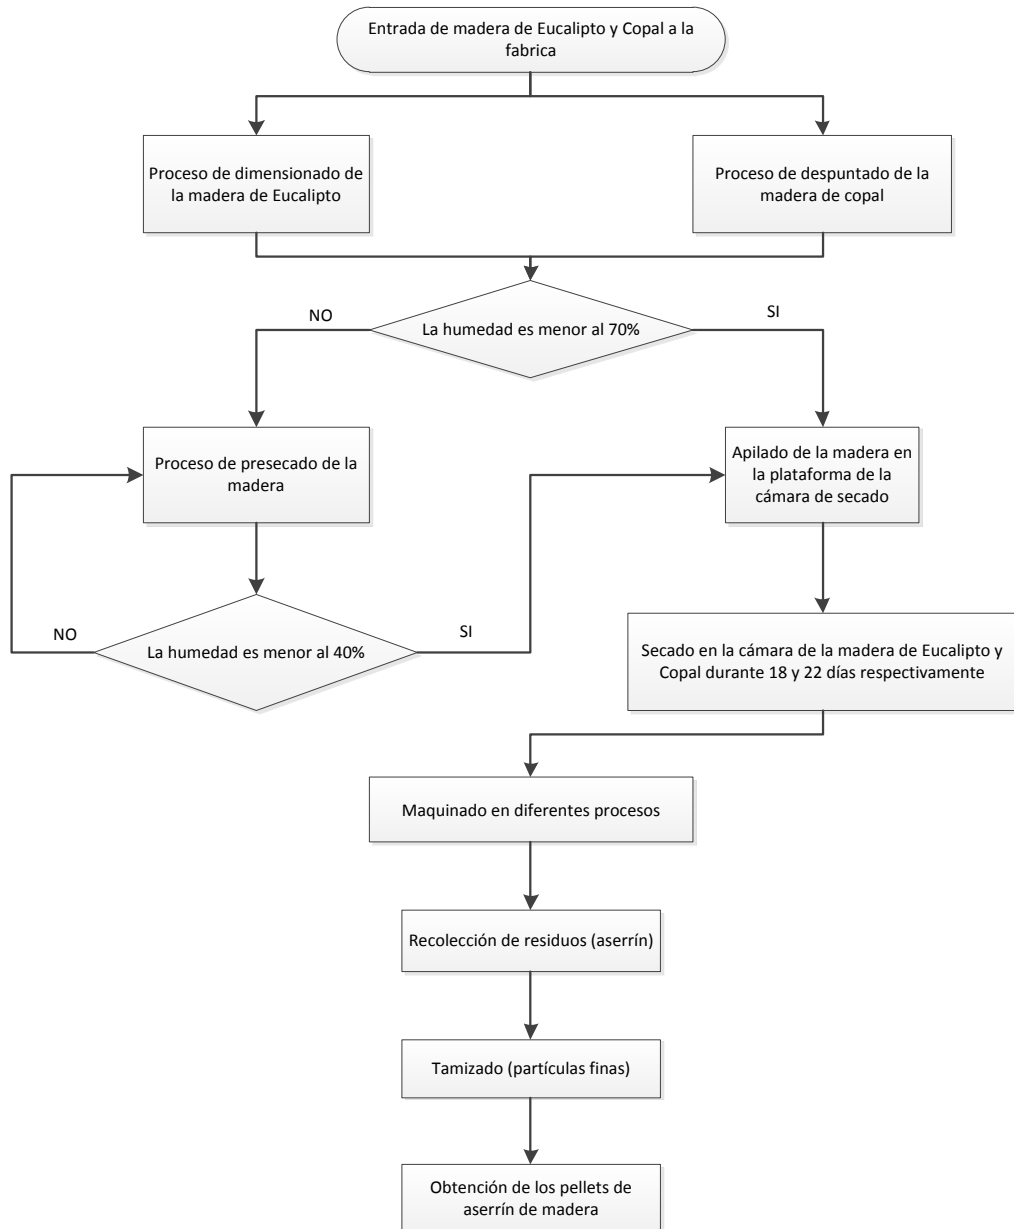 Entrada de madera de Eucalipto y Copal a la
fabrica
Proceso de dimensionado de
la madera de Eucalipto
Proceso de despuntado de la
madera de copal
NO
La humedad es menor al 70%
SI
Proceso de presecado de la
madera
Apilado de la madera en
la plataforma de la
cámara de secado
NO
La humedad es menor al 40%
SI
Secado en la cámara de la madera de Eucalipto y
Copal durante 18 y 22 días respectivamente
Maquinado en diferentes procesos
Recolección de residuos (aserrín)
Tamizado (partículas finas)
Obtención de los pellets de
aserrín de madera